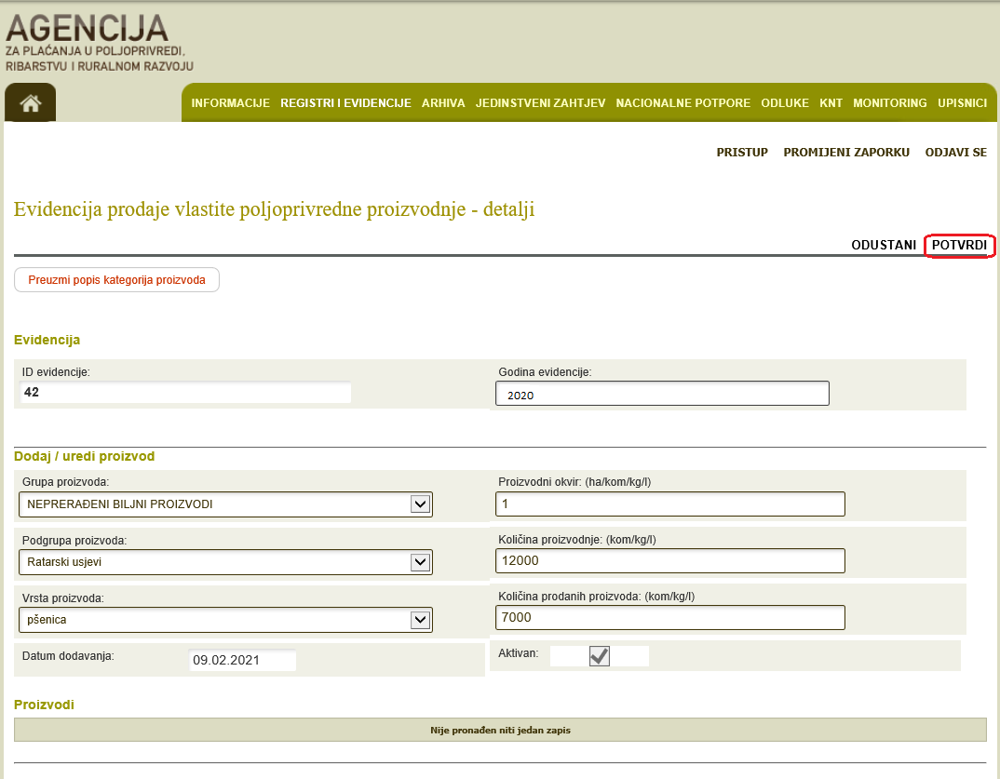 AGENCIJA
ZA PLAĆANJA U POLJOPRIVREDI,
RIBARSTVU I RURALNOM RAZVOJU
INFORMACIJE REGISTRI I EVIDENCIJE ARHIVA JEDINSTVENI ZAHTJEV NACIONALNE POTPORE ODLUKE KNT MONITORING UPISNICI
PRISTUP PROMIJENI ZAPORKU ODJAVI SE
Evidencija prodaje vlastite poljoprivredne proizvodnje - detalji
ODUSTANI POTVRDI
Preuzmi popis kategorija proizvoda
Evidencija
ID evidencije: Godina evidencije:
42 2020
Dodaj / uredi proizvod
Grupa proizvoda: Proizvodni okvir: (ha/kom/kg/l)
NEPRERAĐENI BILJNI PROIZVODI 1
Podgrupa proizvoda: Količina proizvodnje: (kom/kg/l)
Ratarski usjevi 12000
Vrsta proizvoda: Količina prodanih proizvoda: (kom/kg/l)
pšenica 7000
Datum dodavanja: 09.02.2021 Aktivan:
Proizvodi
Nije pronađen niti jedan zapis